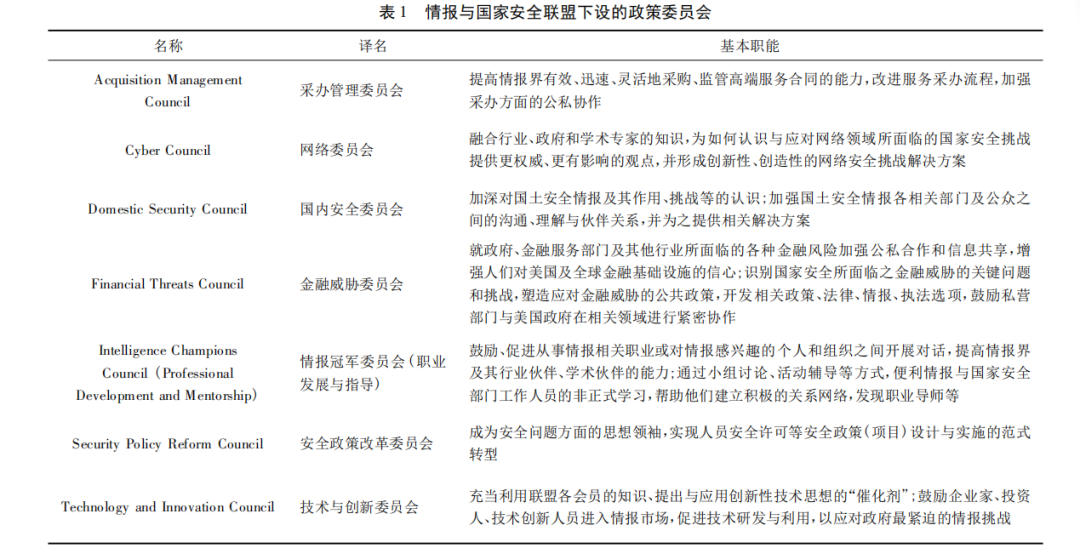 表 1 情报与国家安全联盟下设的政策委员会
名称 译名 基本职能
Acquisition Management
Council
采办管理委员会
提高情报界有效、迅速、灵活地采购、监管高端服务合同的能力,改进服务采办流程,加强
采办方面的公私协作
Cyber Council
网络委员会
融合行业、政府和学术专家的知识,为如何认识与应对网络领域所面临的国家安全挑战
提供更权威、更有影响的观点,并形成创新性、创造性的网络安全挑战解决方案
Domestic Security Council
国内安全委员会
加深对国土安全情报及其作用、挑战等的认识;加强国土安全情报各相关部门及公众之
间的沟通、理解与伙伴关系,并为之提供相关解决方案
Financial Threats Council
金融威胁委员会
就政府、金融服务部门及其他行业所面临的各种金融风险加强公私合作和信息共享,增
强人们对美国及全球金融基础设施的信心;识别国家安全所面临之金融威胁的关键问题
和挑战,塑造应对金融威胁的公共政策,开发相关政策、法律、情报、执法选项,鼓励私营
部门与美国政府在相关领域进行紧密协作
Intelligence Champions
Council (Professional
Development and Mentorship)
情报冠军委员会(职业
发展与指导)
鼓励、促进从事情报相关职业或对情报感兴趣的个人和组织之间开展对话,提高情报界
及其行业伙伴、学术伙伴的能力;通过小组讨论、活动辅导等方式,便利情报与国家安全
部门工作人员的非正式学习,帮助他们建立积极的关系网络,发现职业导师等
Security Policy Reform Council
安全政策改革委员会
成为安全问题方面的思想领袖,实现人员安全许可等安全政策(项目)设计与实施的范式
转型
Technology and Innovation Council
技术与创新委员会
充当利用联盟各会员的知识、提出与应用创新性技术思想的“催化剂”;鼓励企业家、投资
人、技术创新人员进入情报市场,促进技术研发与利用,以应对政府最紧迫的情报挑战